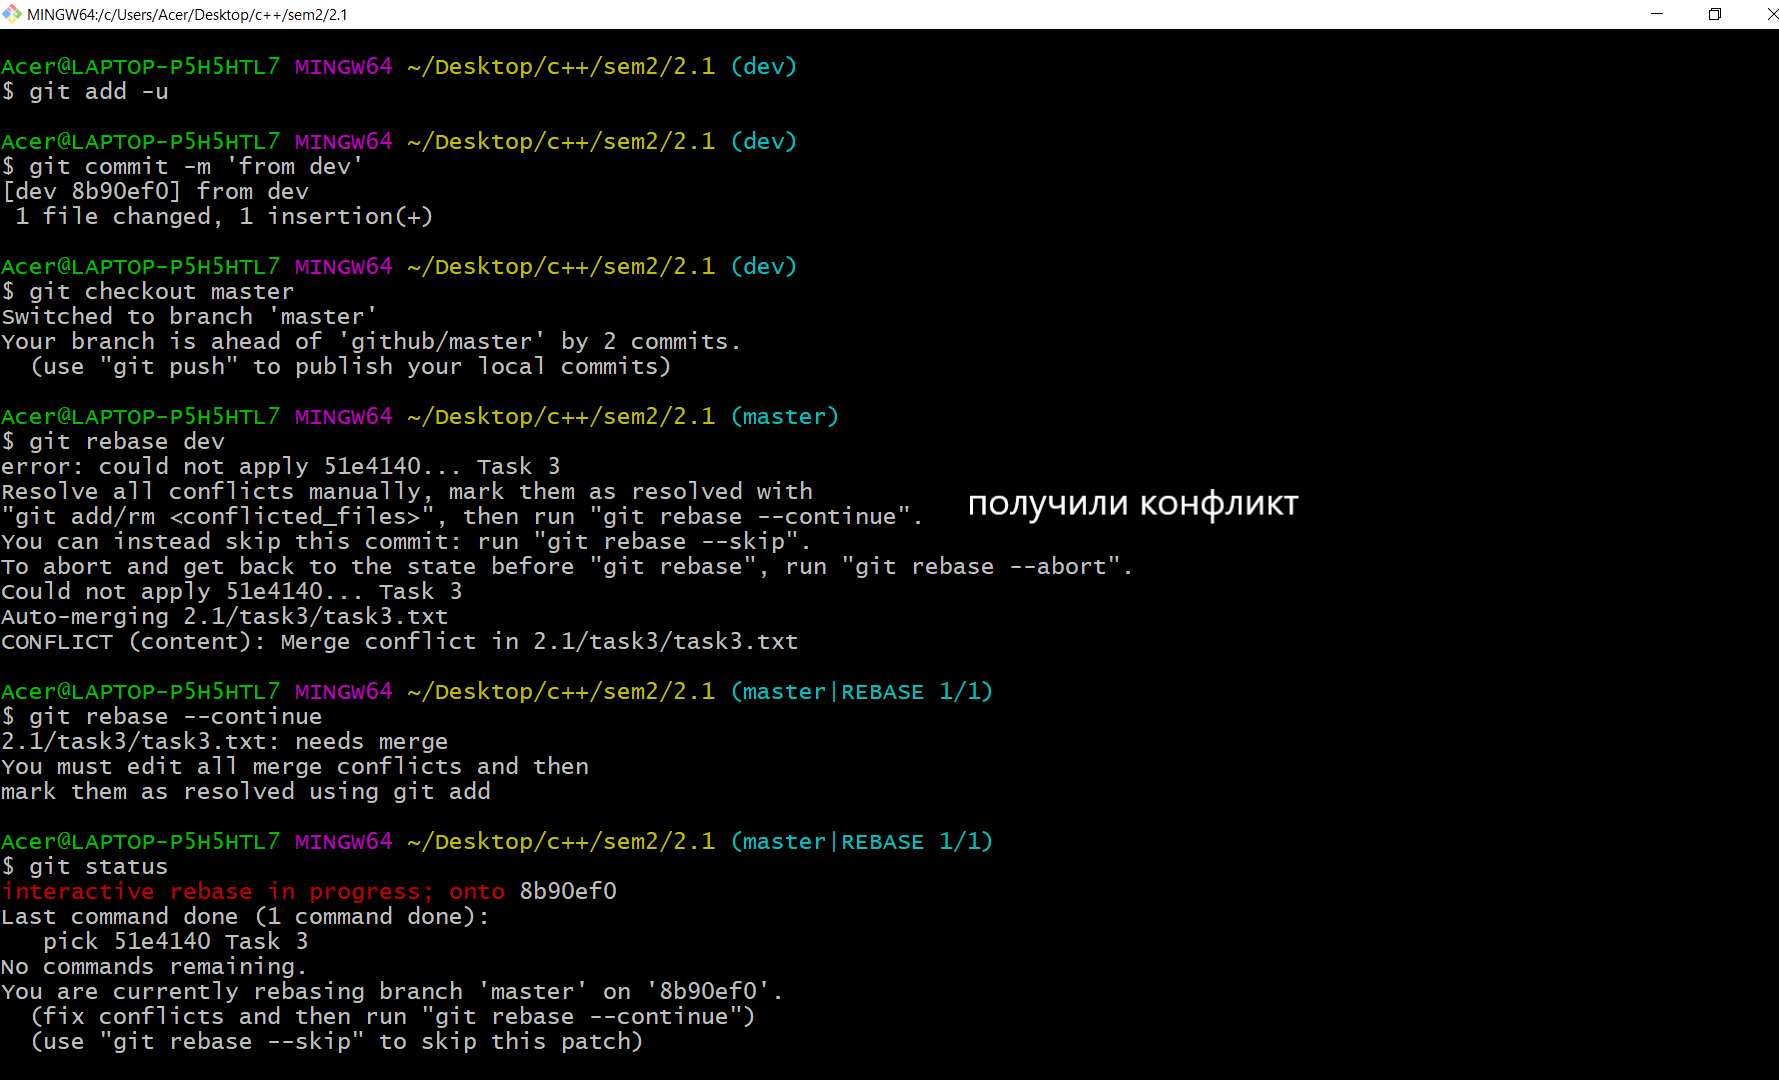 MINGW64:/c/Users/Acer/Desktop/c++/sem2/2.1
Acer@LAPTOP-P5H5HTL7 MINGW64 ~/Desktop/c++/sem2/2.1 (dev)
$ git add -u
Acer@LAPTOP-P5H5HTL7 MINGW64 ~/Desktop/c++/sem2/2.1 (dev)
$ git commit -m 'from dev'
[dev 8b90ef0] from dev
1 file changed, 1 insertion(+)
Acer@LAPTOP-P5H5HTL7 MINGW64 ~/Desktop/c++/sem2/2.1 (dev)
$ git checkout master
Switched to branch 'master'
Your branch is ahead of 'github/master' by 2 commits.
(use "git push" to publish your local commits)
Acer@LAPTOP-P5H5HTL7 MINGW64 ~/Desktop/c++/sem2/2.1 (master)
$ git rebase dev
error: could not apply 51e4140... Task 3
Resolve all conflicts manually, mark them as resolved with
"git add/rm <conflicted_files>", then run "git rebase --continue".
получили конфликт
You can instead skip this commit: run "git rebase --skip".
To abort and get back to the state before "git rebase", run "git rebase --abort".
Could not apply 51e4140... Task 3
Auto-merging 2.1/task3/task3.txt
CONFLICT (content): Merge conflict in 2.1/task3/task3.txt
Acer@LAPTOP-P5H5HTL7 MINGW64 ~/Desktop/c++/sem2/2.1 (master|REBASE 1/1)
$ git rebase --continue
2.1/task3/task3.txt: needs merge
You must edit all merge conflicts and then
mark them as resolved using git add
Acer@LAPTOP-P5H5HTL7 MINGW64 ~/Desktop/c++/sem2/2.1 (master|REBASE 1/1)
$ git status
interactive rebase in progress; onto 8b90ef0
Last command done (1 command done):
pick 51e4140 Task 3
No commands remaining.
You are currently rebasing branch 'master' on '8b90ef0'.
(fix conflicts and then run "git rebase --continue")
(use "git rebase --skip" to skip this patch)